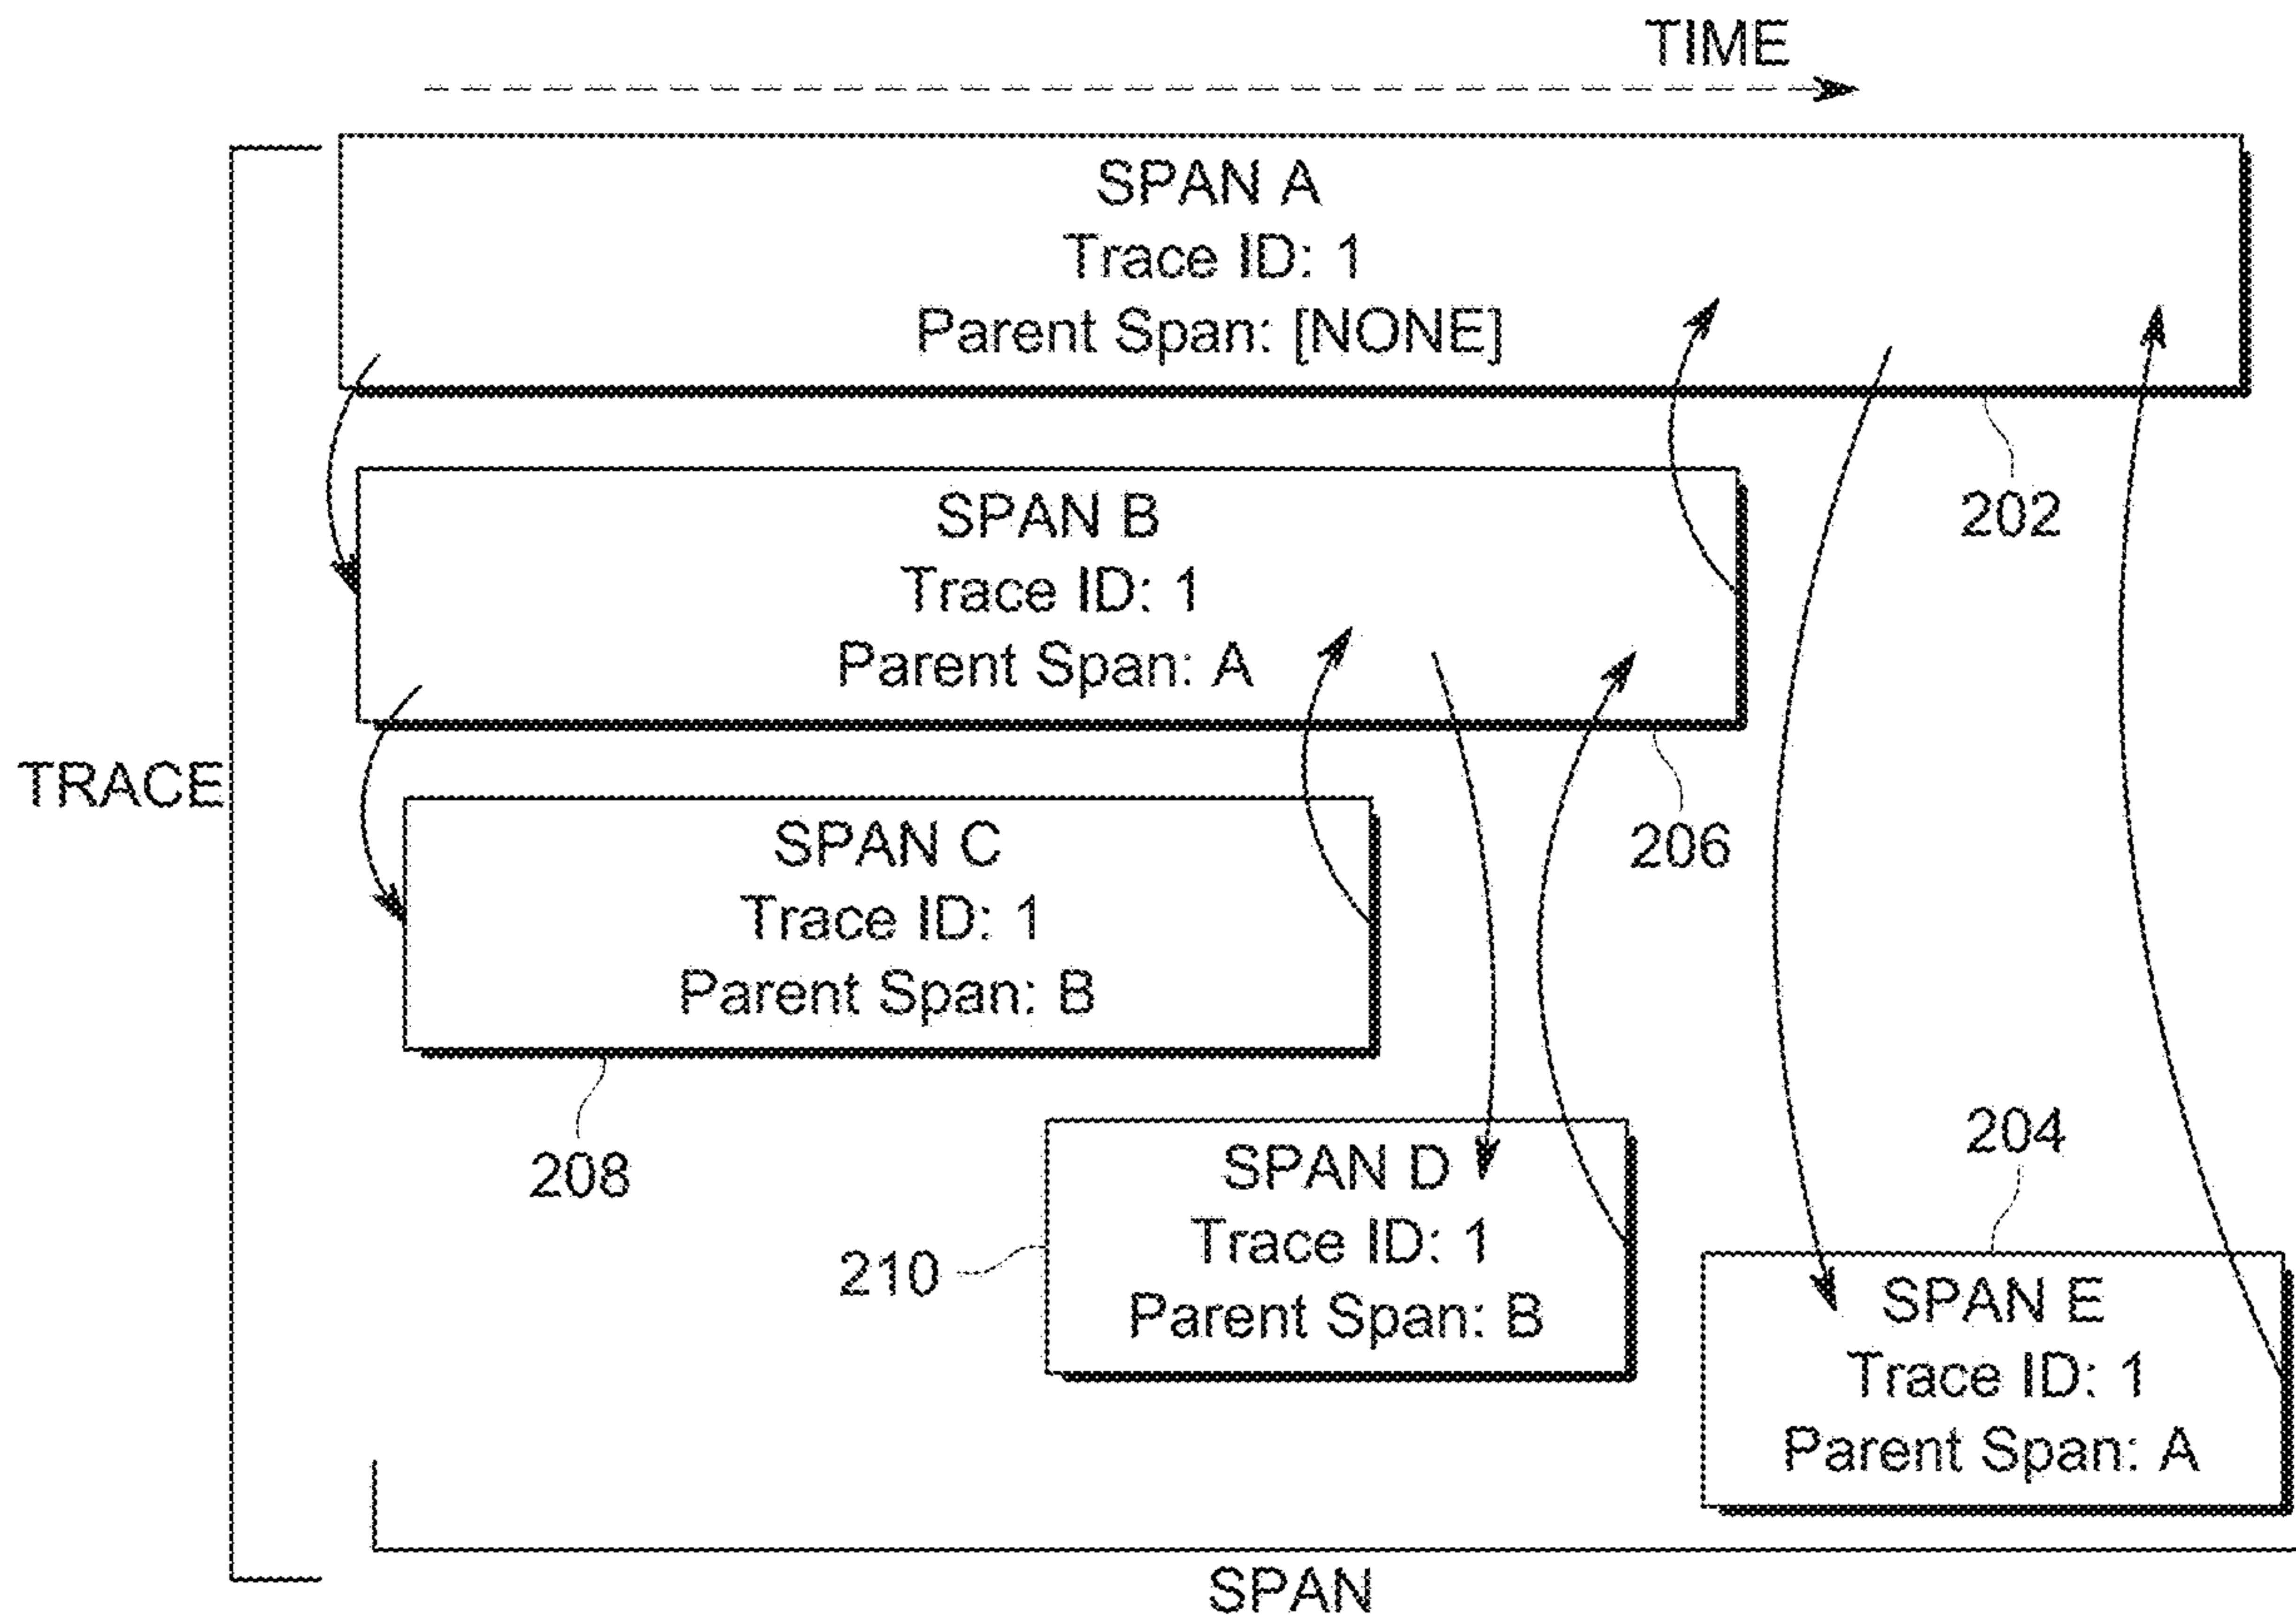 TIME
SPAN A
Trace ID: 1
Parent Span: [NONE]
202
SPAN B
Trace ID: 1
Parent Span: A
206
TRACE
SPAN C
Trace ID: 1
Parent Span: B
208
SPAN D
Trace ID: 1
Parent Span: B
210
204
SPAN E
Trace ID: 1
Parent Span: A
SPAN